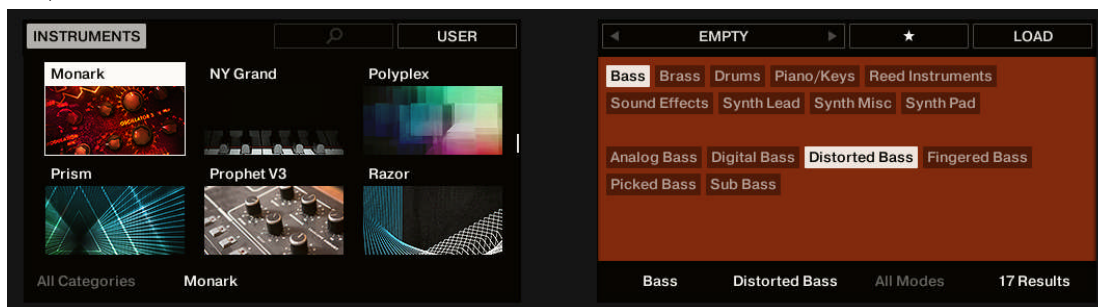 INSTRUMENTS
USER
Monark
NY Grand
Polyplex
Prism
Prophet V3
Razor
All Categories
Monark
EMPTY
LOAD
Bass
Brass
Drums
Piano/Keys
Reed Instruments
Sound Effects
Synth Lead
Synth Misc
Synth Pad
Analog Bass
Digital Bass
Distorted Bass
Fingered Bass
Picked Bass
Sub Bass
Bass
Distorted Bass
All Modes
17 Results